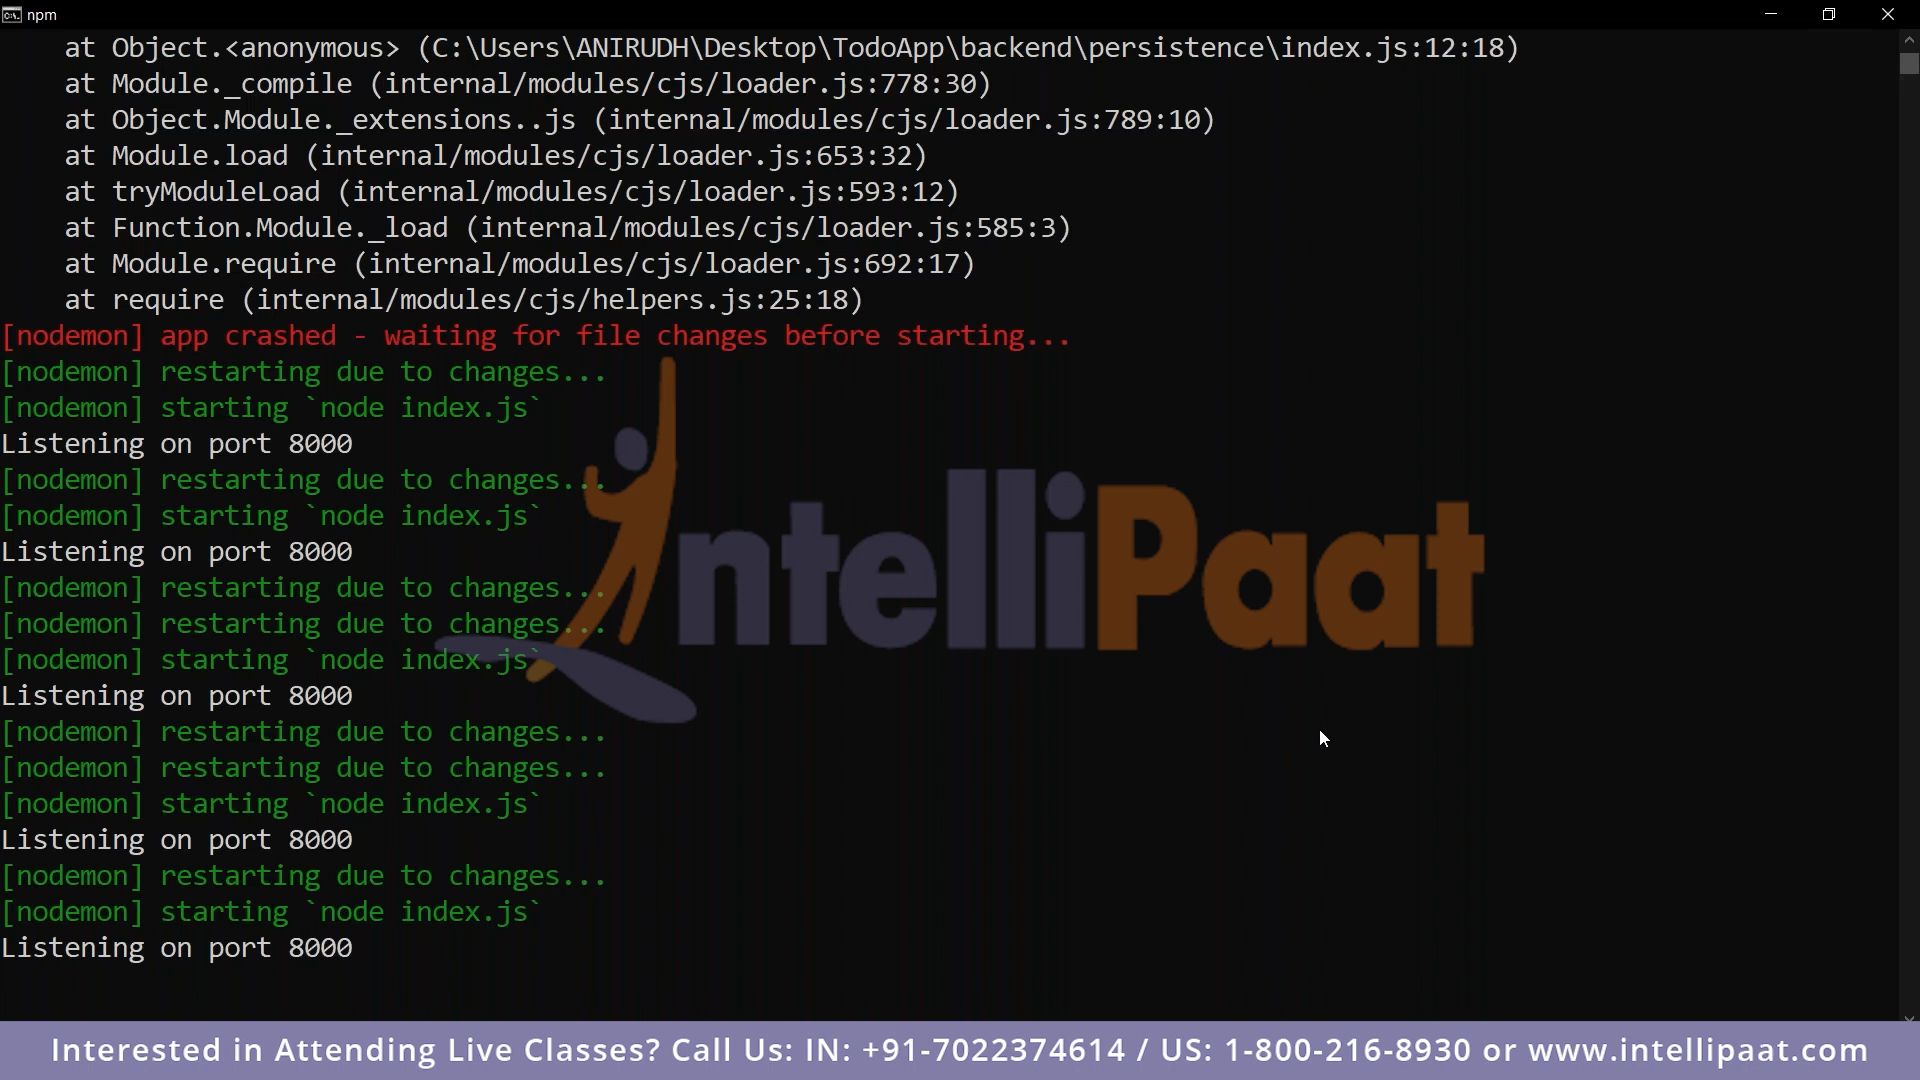 npm
at Object.<anonymous> (C:\Users\ANIRUDH\Desktop\TodoApp\backend\persistence\index.js:12:18)
at Module._compile (internal/modules/cjs/loader.js:778:30)
at Object.Module._extensions..js (internal/modules/cjs/loader.js:789:10)
at Module.load (internal/modules/cjs/loader.js:653:32)
at tryModuleLoad (internal/modules/cjs/loader.js:593:12)
at Function.Module._load (internal/modules/cjs/loader.js:585:3)
at Module.require (internal/modules/cjs/loader.js:692:17)
at require (internal/modules/cjs/helpers.js:25:18)
[nodemon] app crashed - waiting for file changes before starting...
[nodemon] restarting due to changes...
[nodemon] starting `node index.js`
Listening on port 8000
[nodemon] restarting due to changes...
[nodemon] starting `node index.js`
Listening on port 8000
[nodemon] restarting due to changes...
[nodemon] restarting due to changes...
[nodemon] starting `node index.js`
Listening on port 8000
[nodemon] restarting due to changes...
[nodemon] restarting due to changes...
[nodemon] starting `node index.js`
Listening on port 8000
[nodemon] restarting due to changes...
[nodemon] starting `node index.js`
Listening on port 8000
IntelliPaat
Interested in Attending Live Classes? Call Us: IN: +91-7022374614 / US: 1-800-216-8930 or www.intellipaat.com